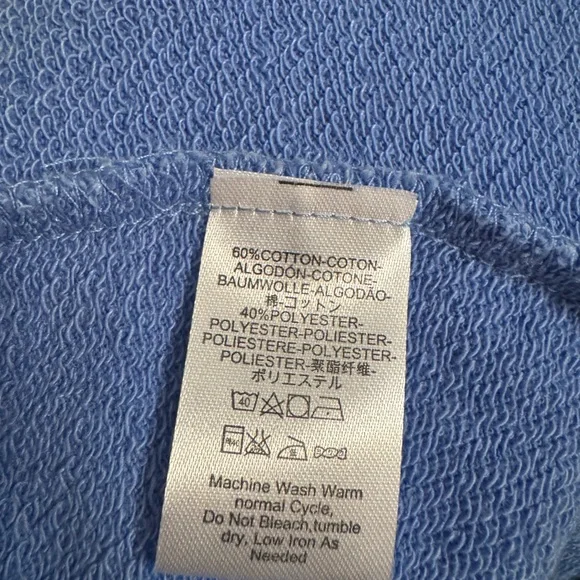 60%COTTON-COTON-
ALGODÓN-COTONE-
BAUMWOLLE-ALGODÃO-
棉-コットン
40%POLYESTER-
POLYESTER-POLIESTER-
POLIESTERE-POLYESTER-
POLIESTER-聚酯纤维-
ポリエステル
40
Machine Wash Warm
normal Cycle,
Do Not Bleach,tumble
dry, Low Iron As
Needed